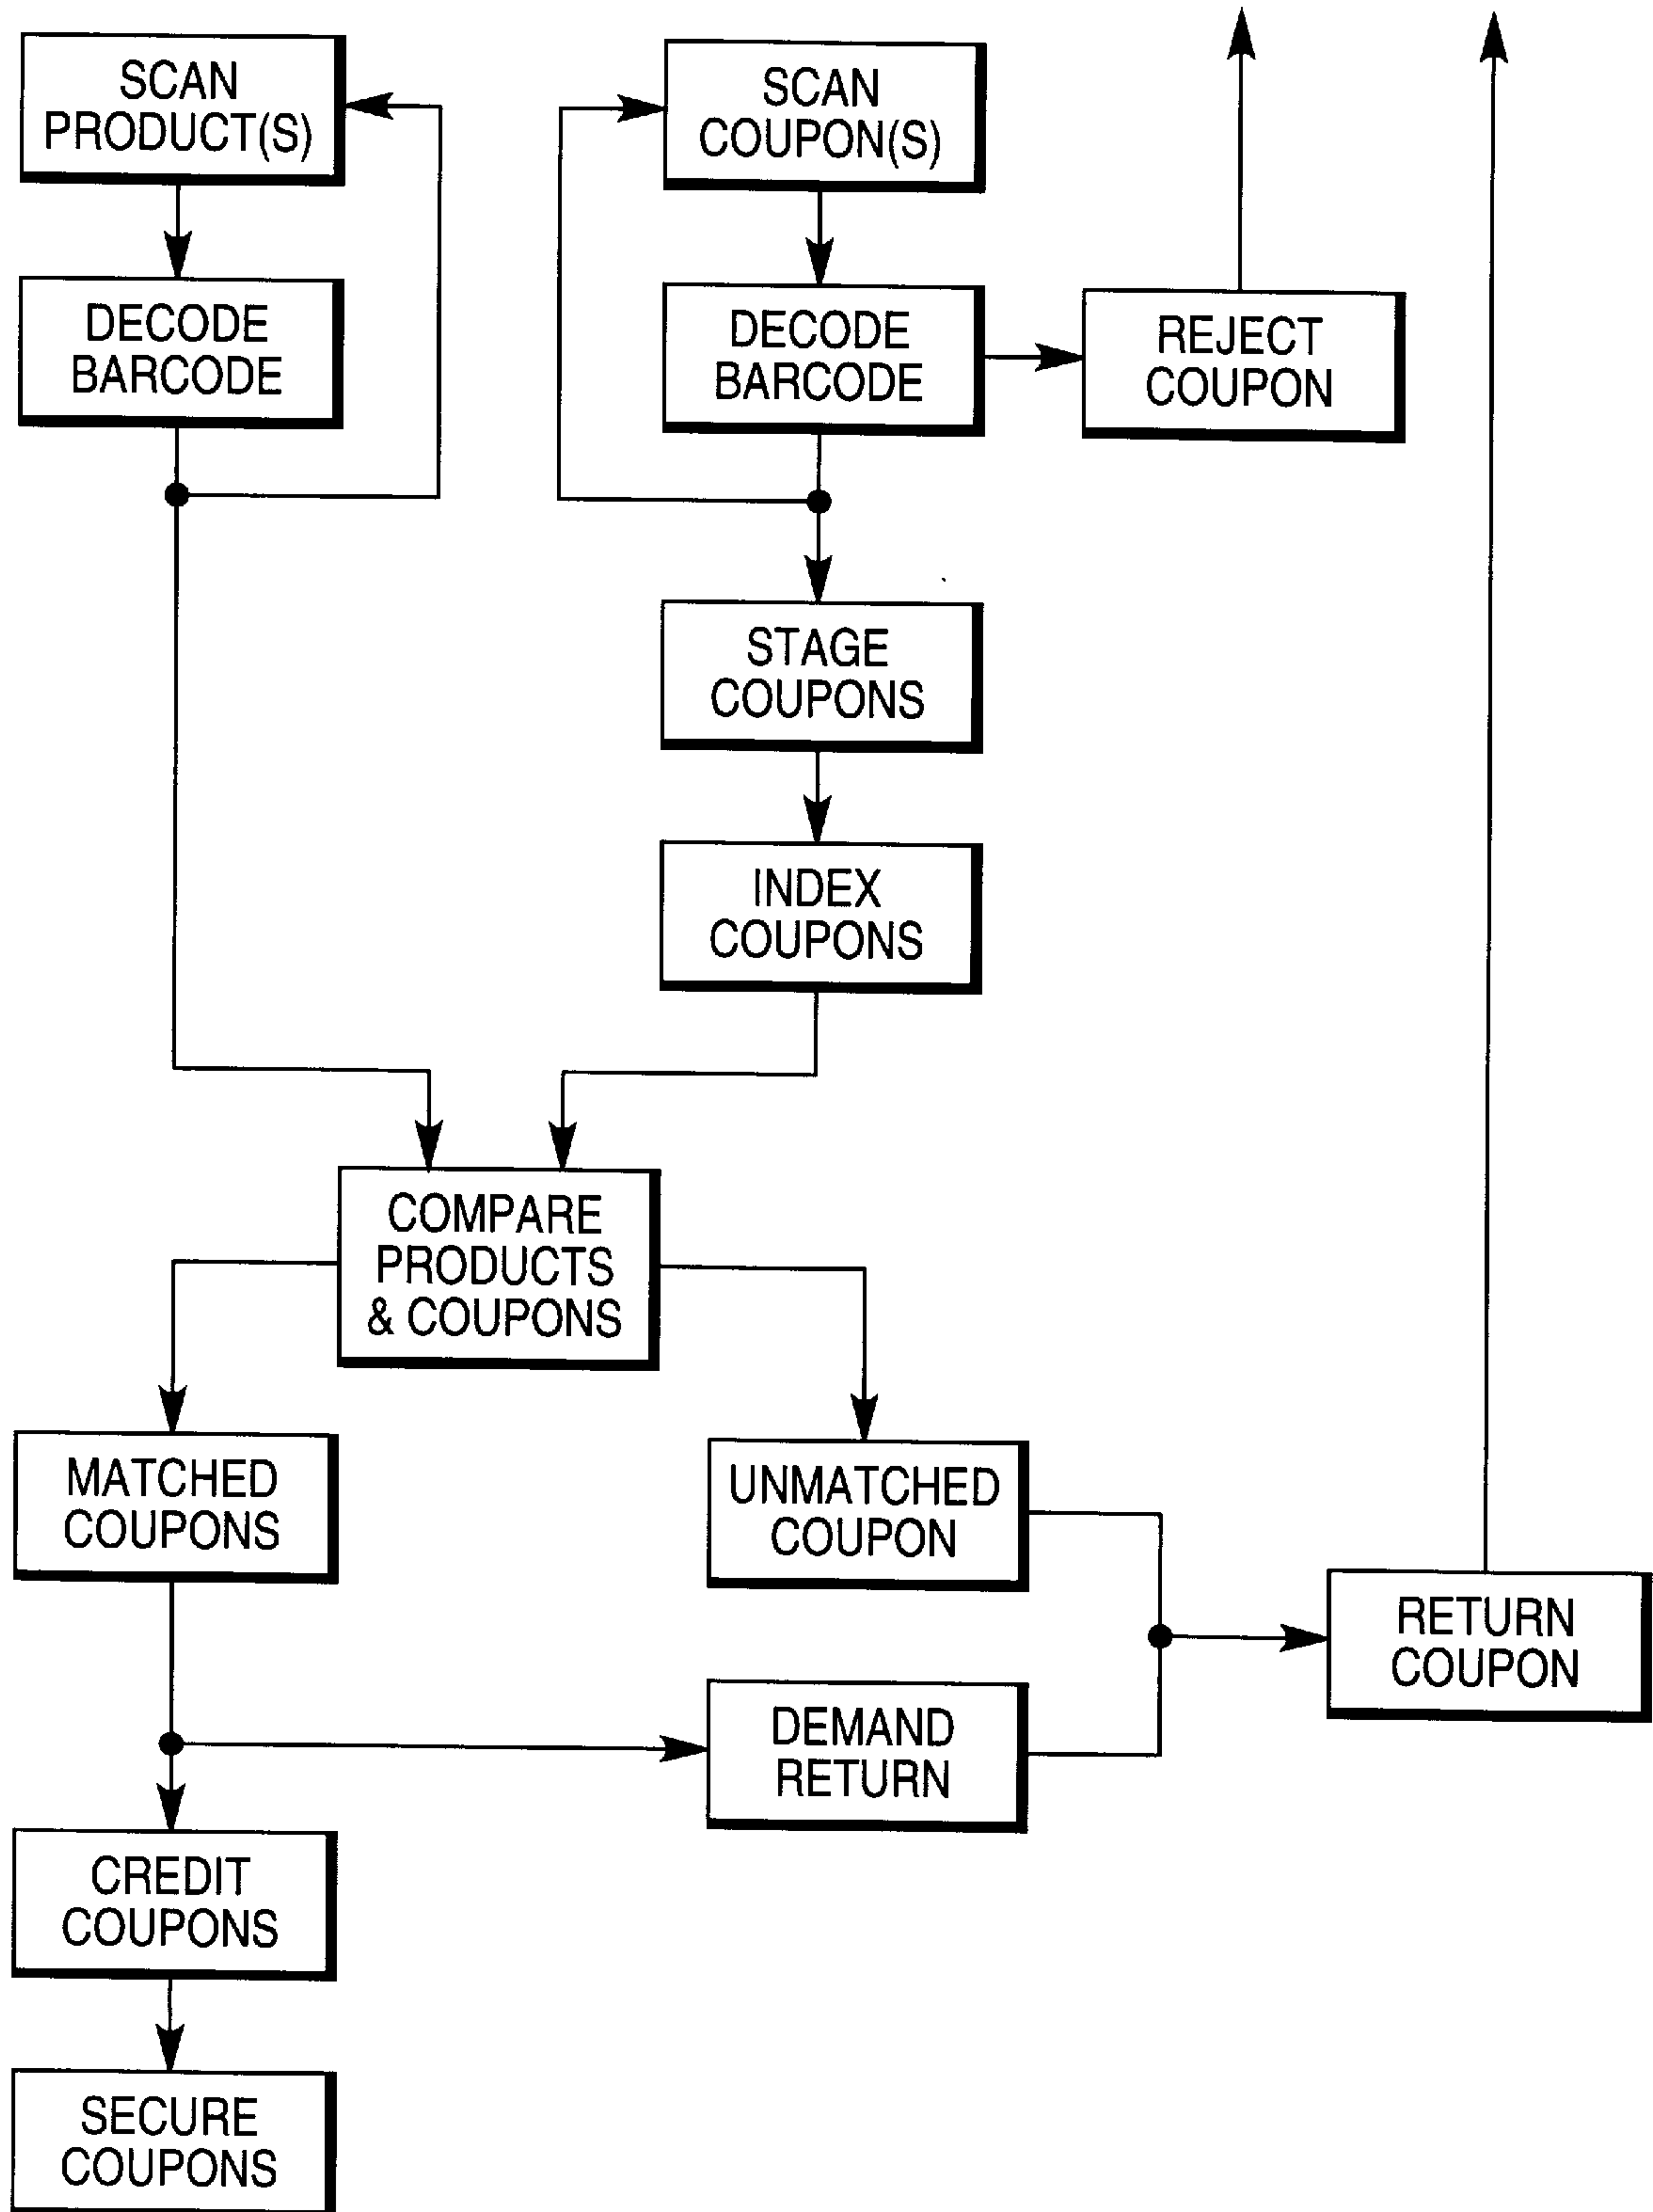 SCAN
PRODUCT(S)
SCAN
COUPON(S)
DECODE
BARCODE
DECODE
BARCODE
REJECT
COUPON
STAGE
COUPONS
INDEX
COUPONS
COMPARE
PRODUCTS
& COUPONS
MATCHED
COUPONS
UNMATCHED
COUPON
RETURN
COUPON
DEMAND
RETURN
CREDIT
COUPONS
SECURE
COUPONS